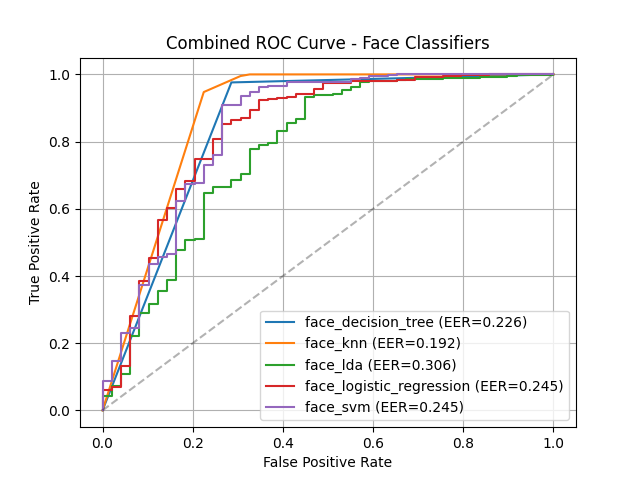 Combined ROC Curve - Face Classifiers
True Positive Rate
1.0
0.8
0.6
0.4
0.2
0.0
face_decision_tree (EER=0.226)
face_knn (EER=0.192)
face_lda (EER=0.306)
face_logistic_regression (EER=0.245)
face_svm (EER=0.245)
0.0 0.2 0.4 0.6 0.8 1.0
False Positive Rate